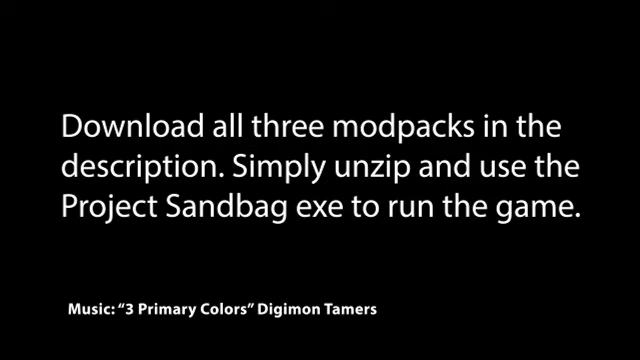 Download all three modpacks in the
description. Simply unzip and use the
Project Sandbag exe to run the game.
Music: “3 Primary Colors” Digimon Tamers